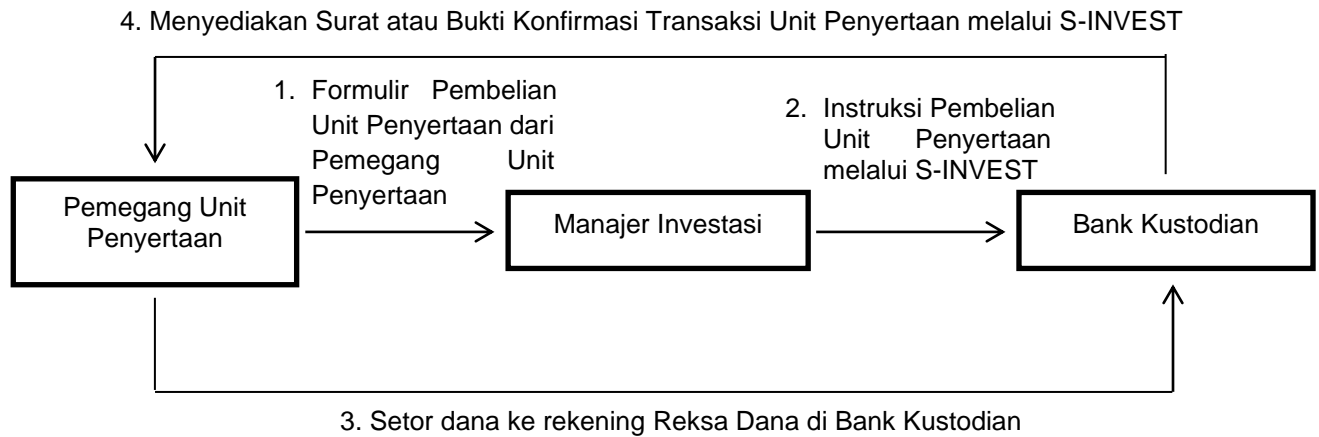 4. Menyediakan Surat atau Bukti Konfirmasi Transaksi Unit Penyertaan melalui S-INVEST
1. Formulir Pembelian
Unit Penyertaan dari
Pemegang Unit
Penyertaan
2. Instruksi Pembelian
Unit Penyertaan
melalui S-INVEST
Pemegang Unit
Penyertaan
Manajer Investasi
Bank Kustodian
3. Setor dana ke rekening Reksa Dana di Bank Kustodian